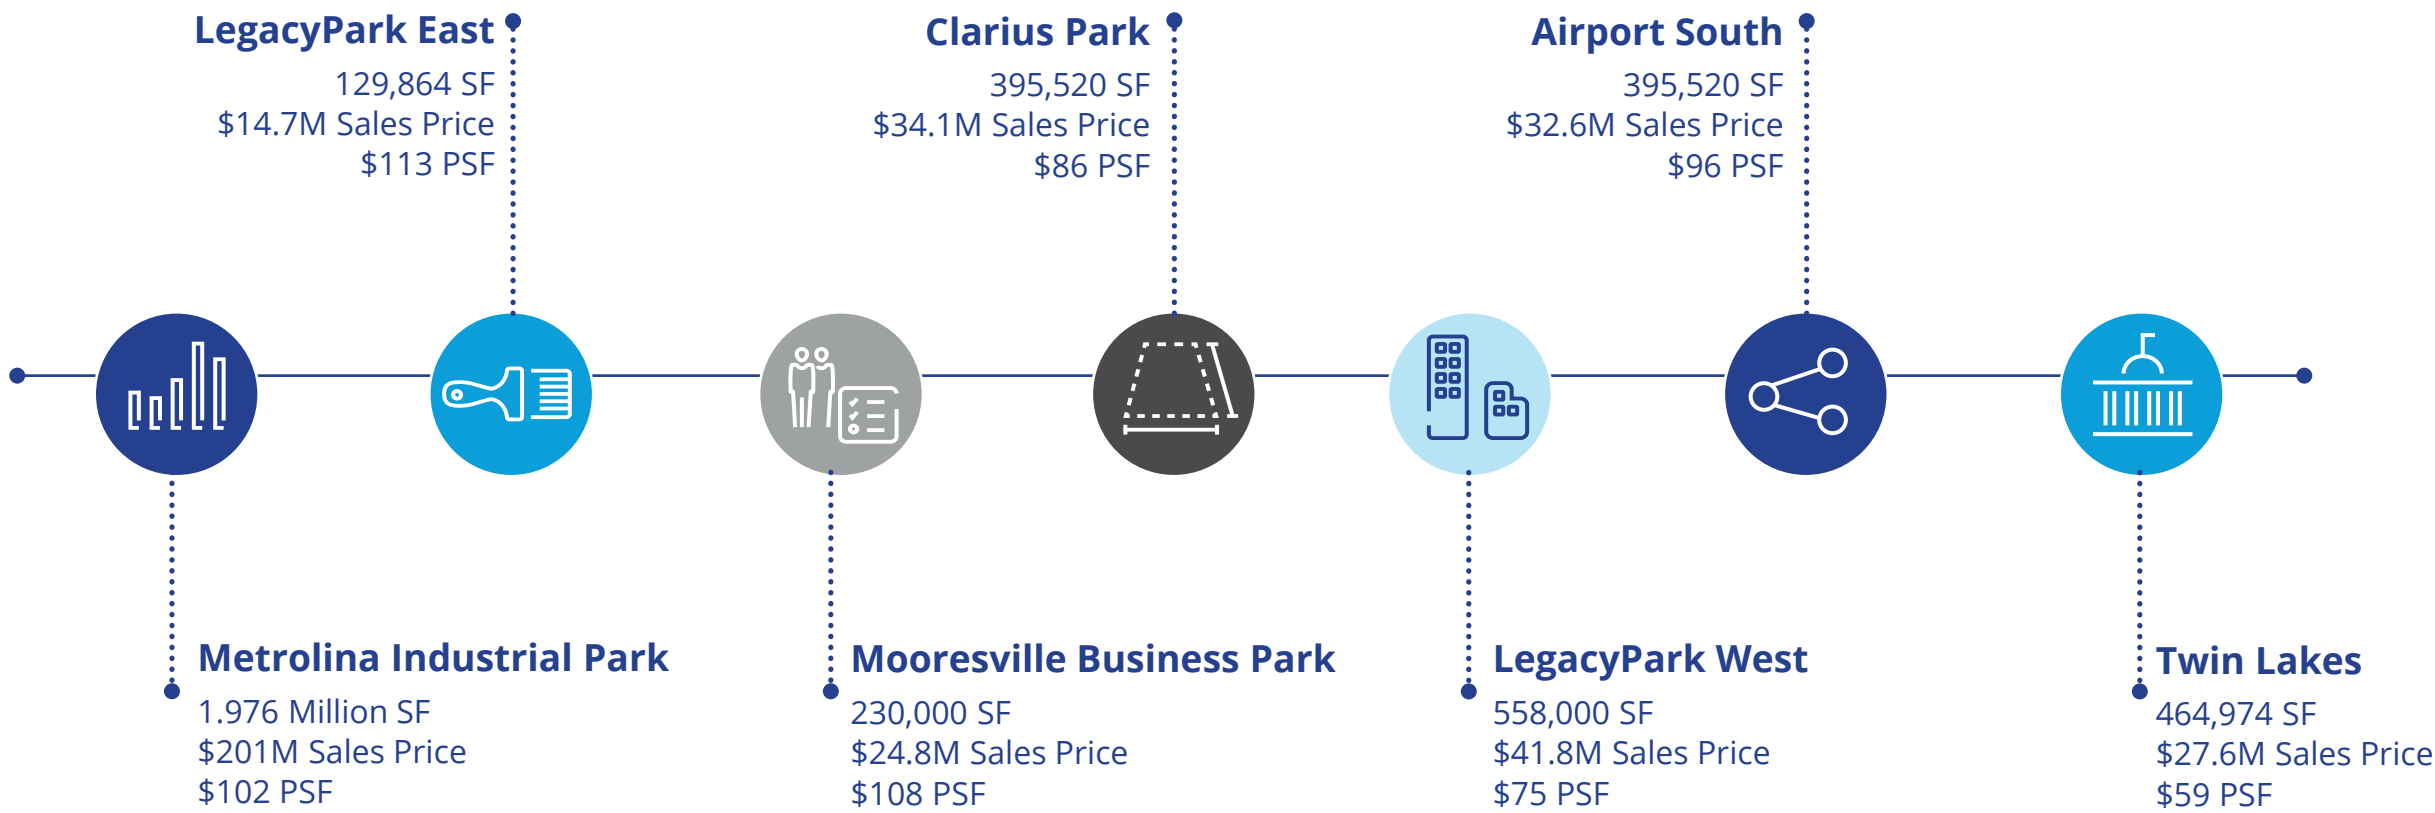 LegacyPark East
129,864 SF
$14.7M Sales Price
$113 PSF
Clarius Park
395,520 SF
$34.1M Sales Price
$86 PSF
Airport South
395,520 SF
$32.6M Sales Price
$96 PSF
Metrolina Industrial Park
1.976 Million SF
$201M Sales Price
$102 PSF
Mooresville Business Park
230,000 SF
$24.8M Sales Price
$108 PSF
LegacyPark West
558,000 SF
$41.8M Sales Price
$75 PSF
Twin Lakes
464,974 SF
$27.6M Sales Price
$59 PSF